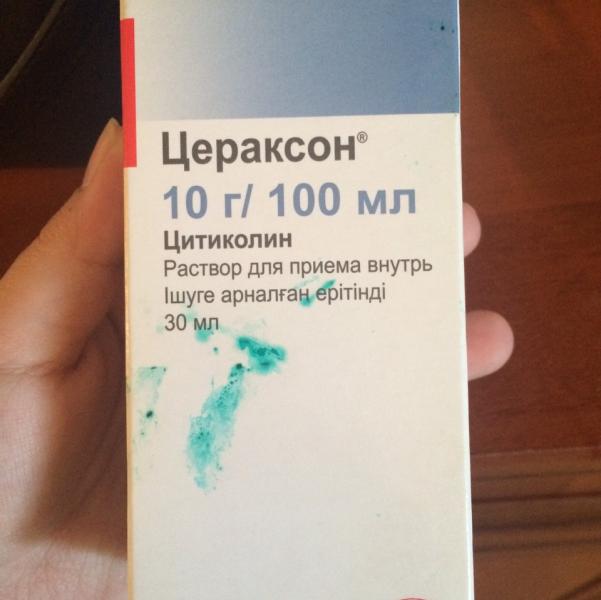 Цераксон®
10 г/ 100 мл
Цитиколин
Раствор для приема внутрь
Ішуге арналған ерітінді
30 мл